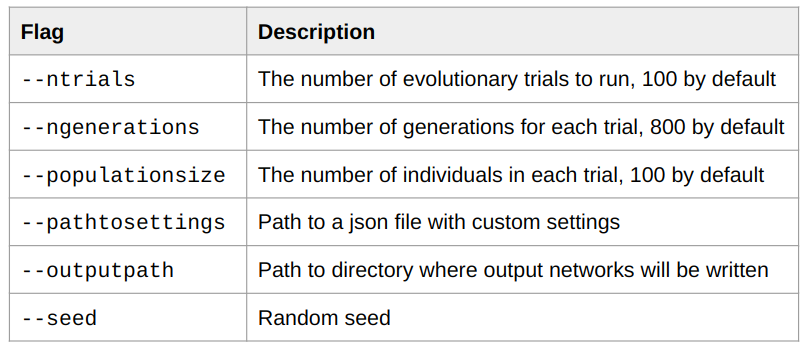 Flag Description
--ntrials The number of evolutionary trials to run, 100 by default
--ngenerations The number of generations for each trial, 800 by default
--populationsize The number of individuals in each trial, 100 by default
--pathtosettings Path to a json file with custom settings
--outputpath Path to directory where output networks will be written
--seed Random seed